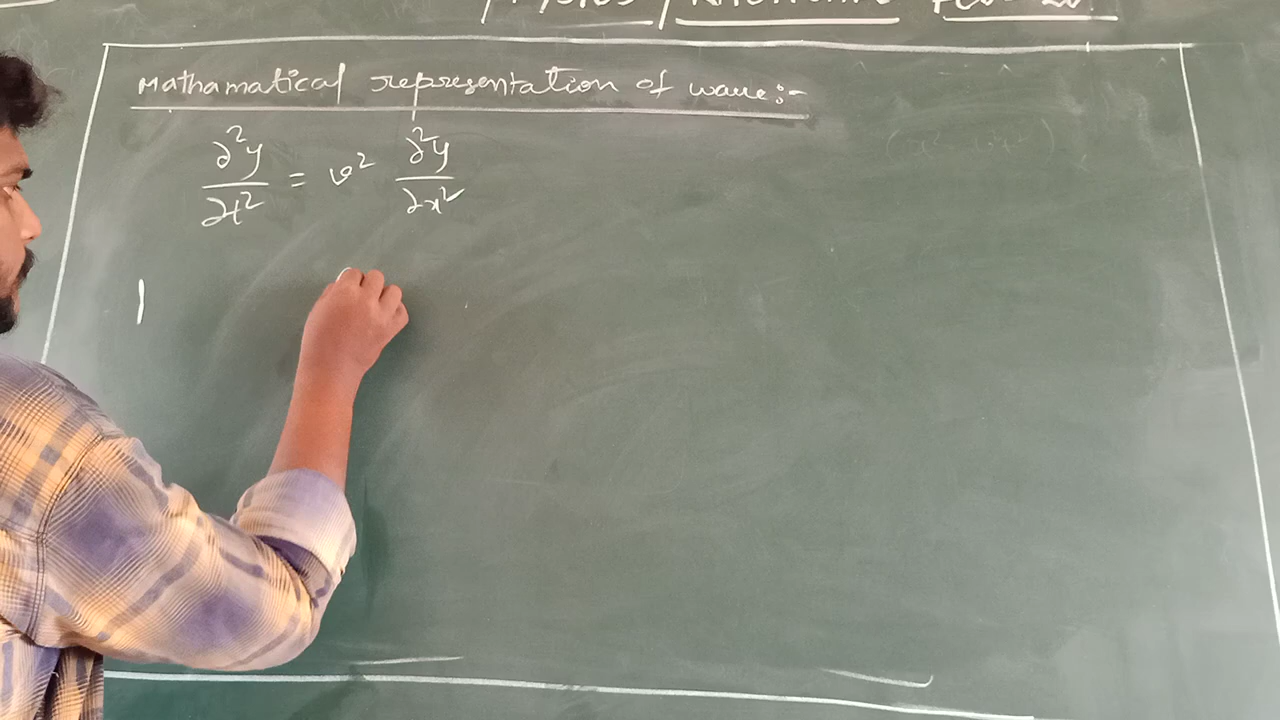 Mathamatical representation of wave:-
∂²y/∂t² = v² ∂²y/∂x²